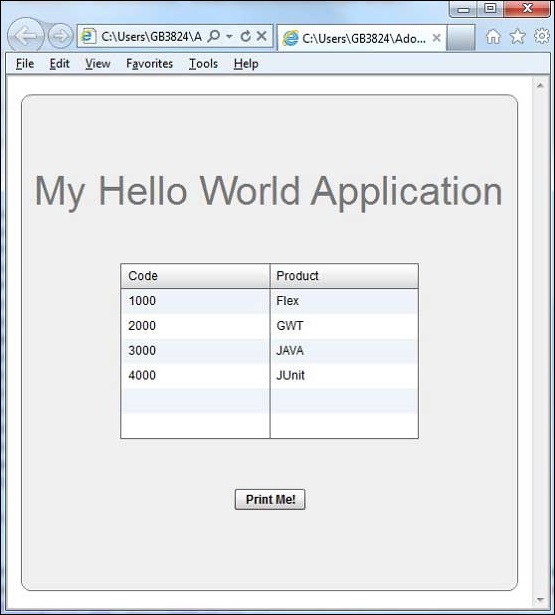 C:\Users\GB3824\A
C:\Users\GB3824\Ado...
File Edit View Favorites Tools Help
My Hello World Application
Code Product
1000 Flex
2000 GWT
3000 JAVA
4000 JUnit
Print Me!